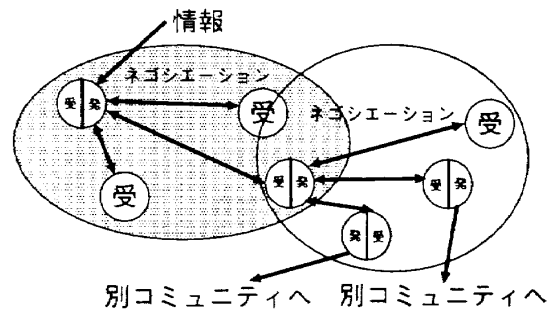 情報
ネゴシエーション
受 発
受
ネゴシエーション
受
受 発
受 発
受
発 受
別コミュニティへ 別コミュニティへ